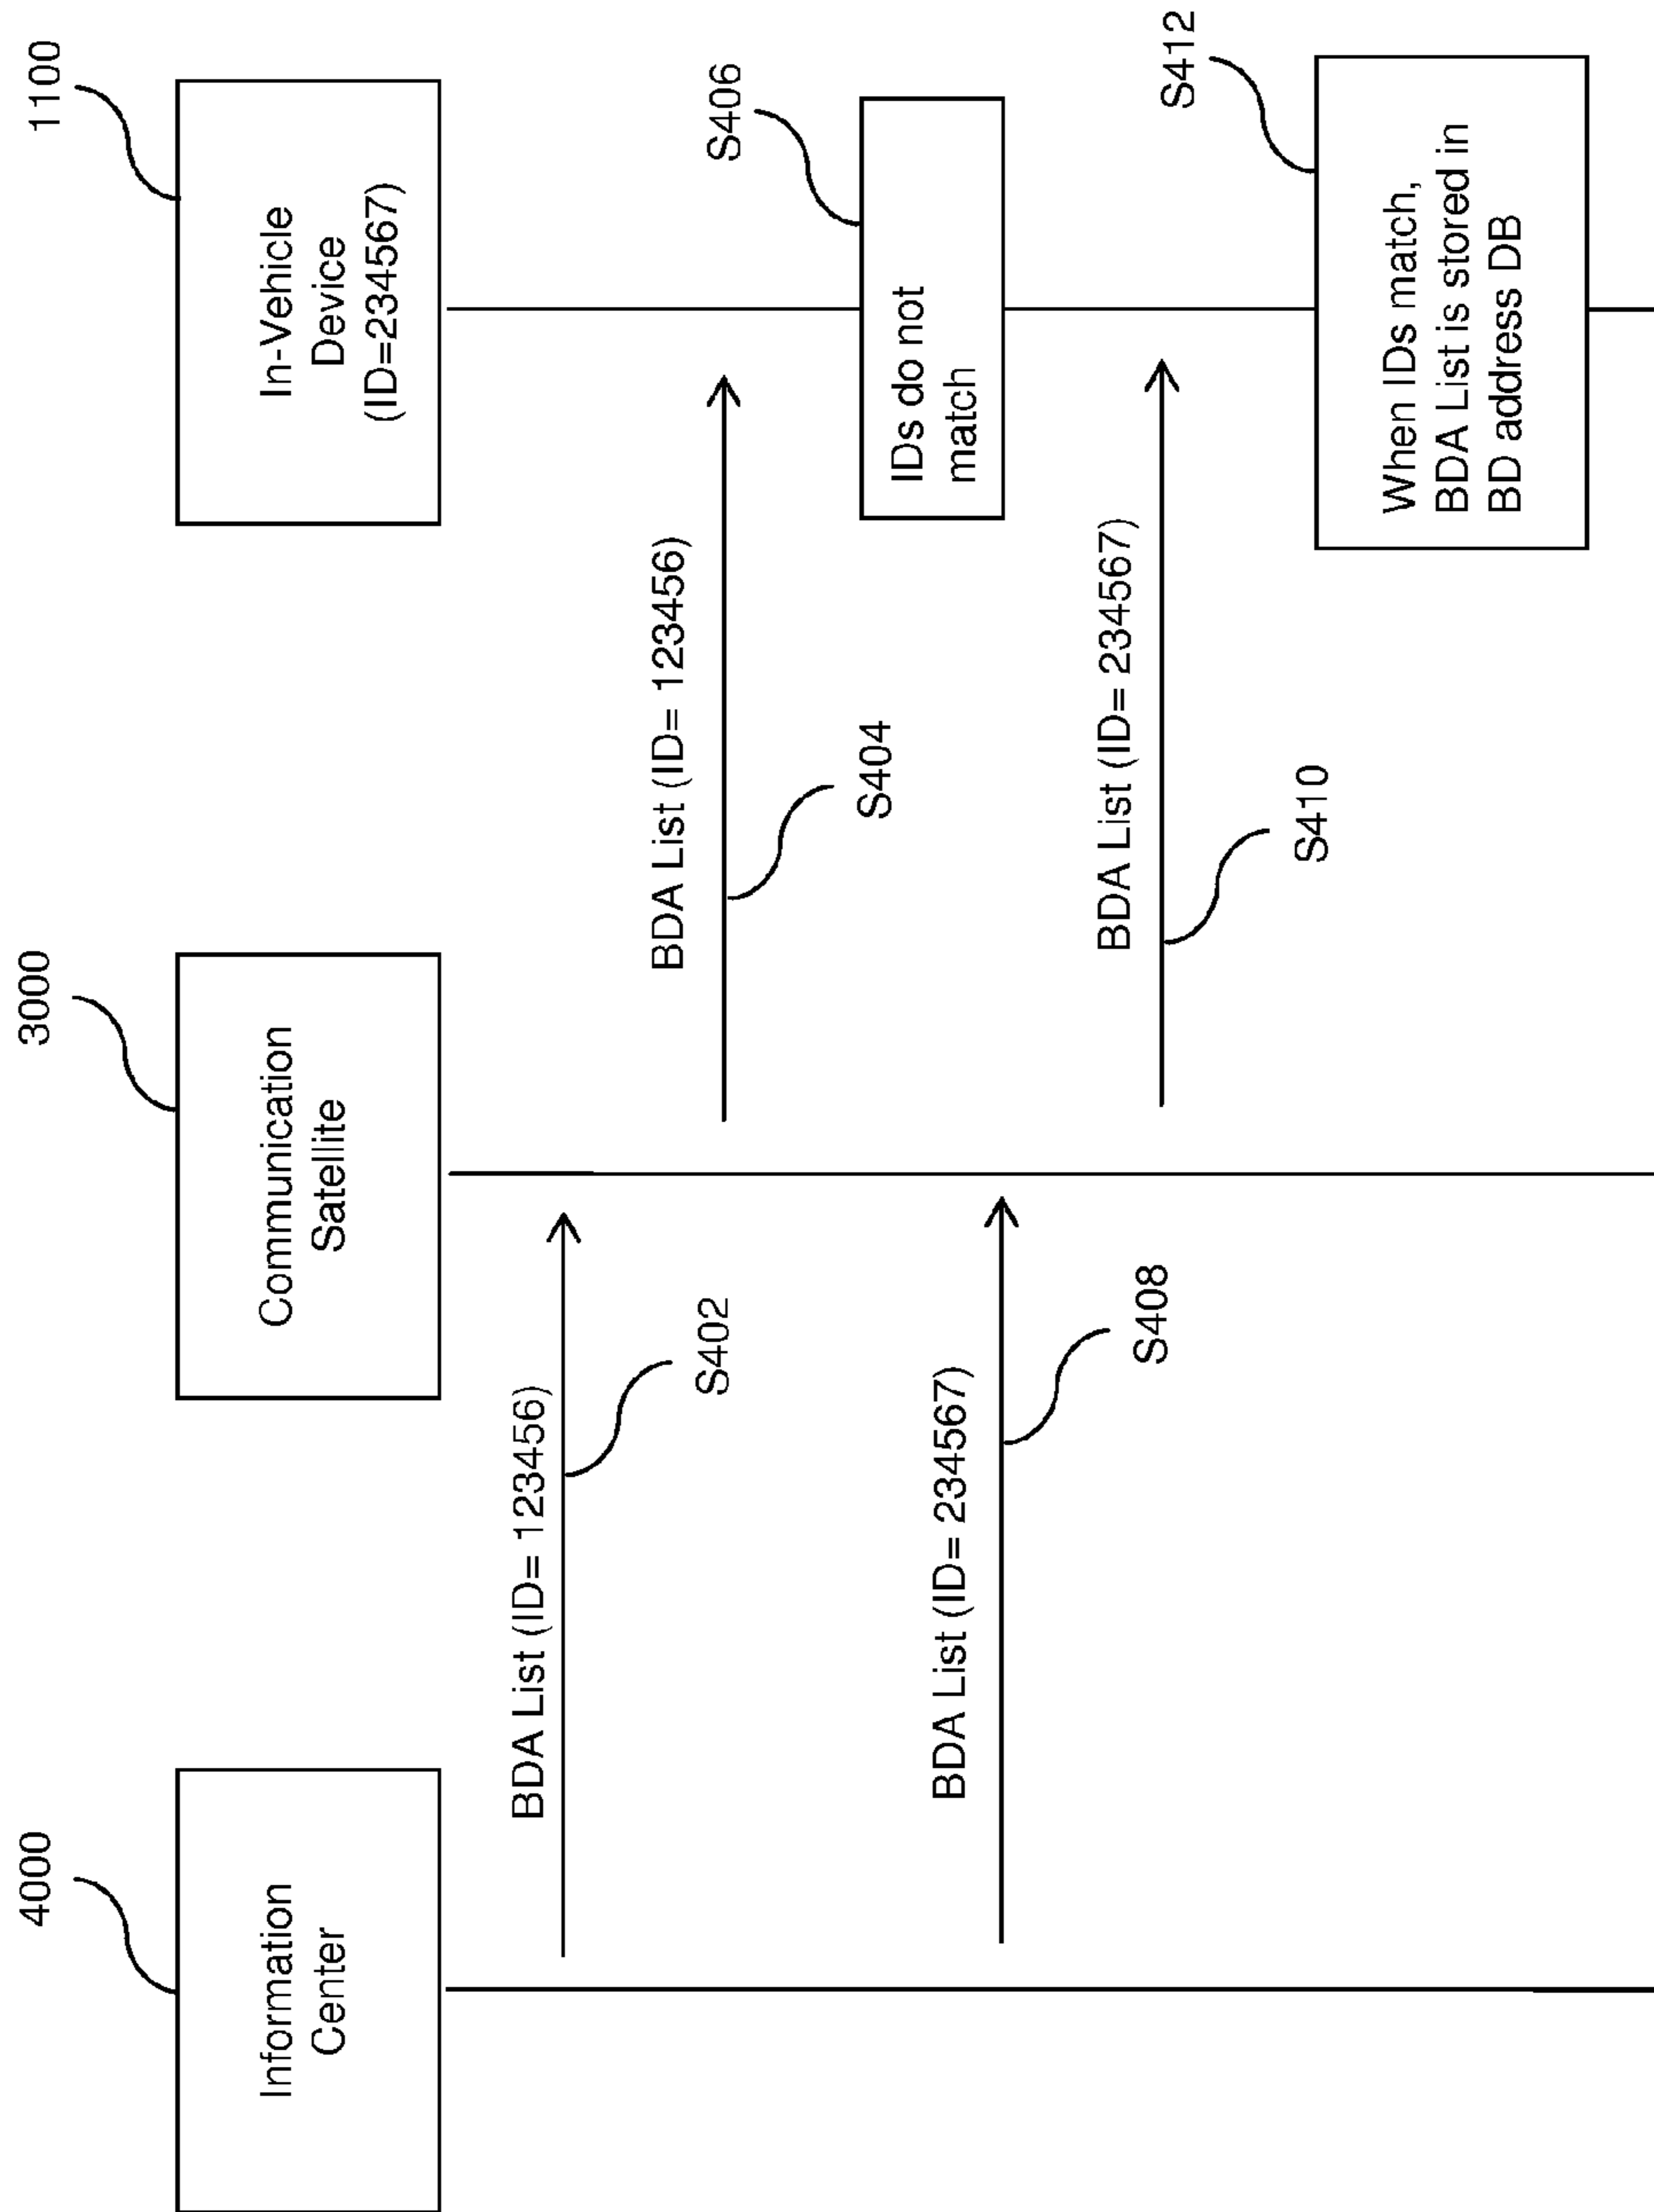 4000
3000
1100
Information
Center
Communication
Satellite
In-Vehicle
Device
(ID=234567)
BDA List (ID= 123456)
S402
BDA List (ID= 123456)
S404
S406
IDs do not
match
BDA List (ID= 234567)
S408
BDA List (ID= 234567)
S410
S412
When IDs match,
BDA List is stored in
BD address DB